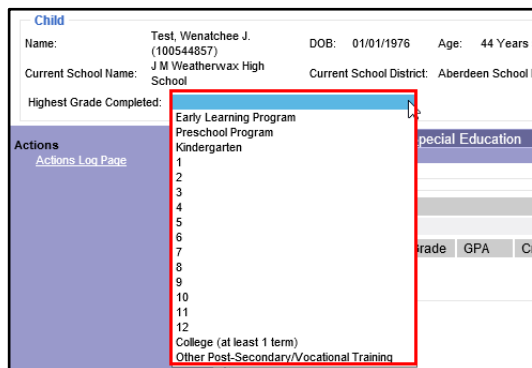 Child
Name: Test, Wenatchee J. (100544857) DOB: 01/01/1976 Age: 44 Years
Current School Name: J M Weatherwax High School Current School District: Aberdeen School
Highest Grade Completed:
Early Learning Program
Preschool Program
Kindergarten
1
2
3
4
5
6
7
8
9
10
11
12
College (at least 1 term)
Other Post-Secondary/Vocational Training
Actions
Actions Log Page
pecial Education
rade GPA C